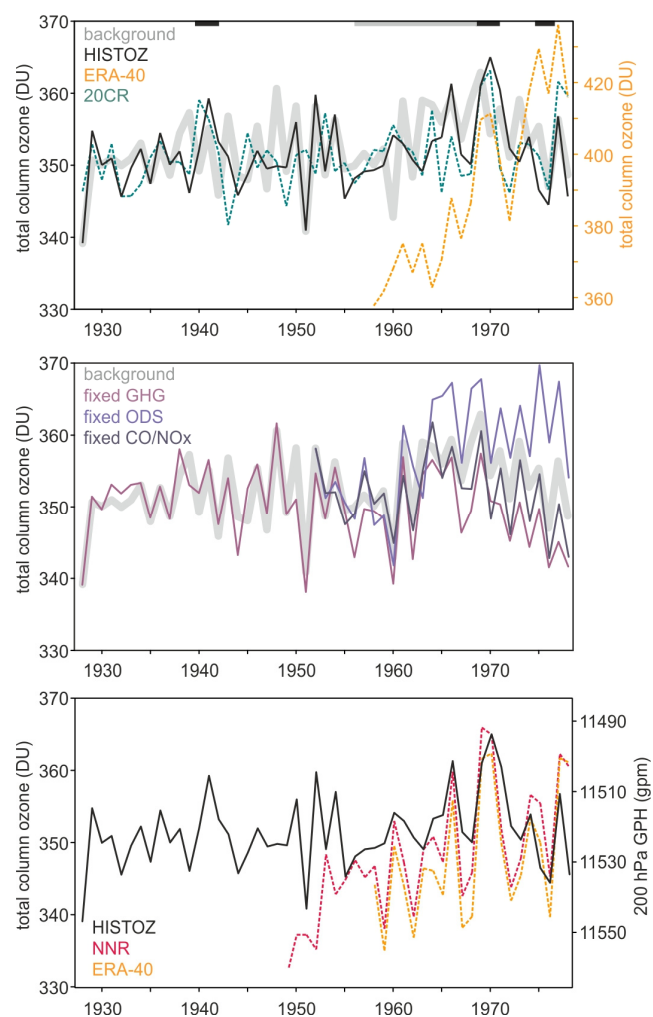 370
360
350
340
330
total column ozone (DU)
background
HISTOZ
ERA-40
20CR
420
400
380
360
total column ozone (DU)
1930 1940 1950 1960 1970
370
360
350
340
330
total column ozone (DU)
background
fixed GHG
fixed ODS
fixed CO/NOx
1930 1940 1950 1960 1970
370
360
350
340
330
total column ozone (DU)
HISTOZ
NNR
ERA-40
11490
11510
11530
11550
200 hPa GPH (gpm)
1930 1940 1950 1960 1970